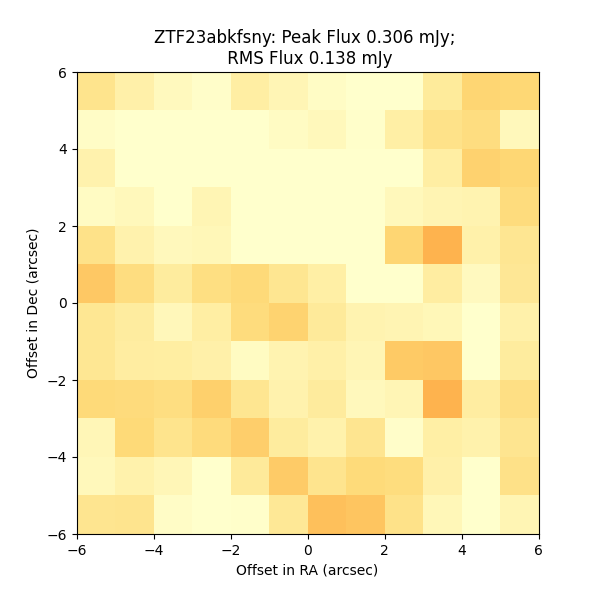 ZTF23abkfsny: Peak Flux 0.306 mJy;
RMS Flux 0.138 mJy
6
4
2
0
−2
−4
−6
Offset in Dec (arcsec)
−6 −4 −2 0 2 4 6
Offset in RA (arcsec)